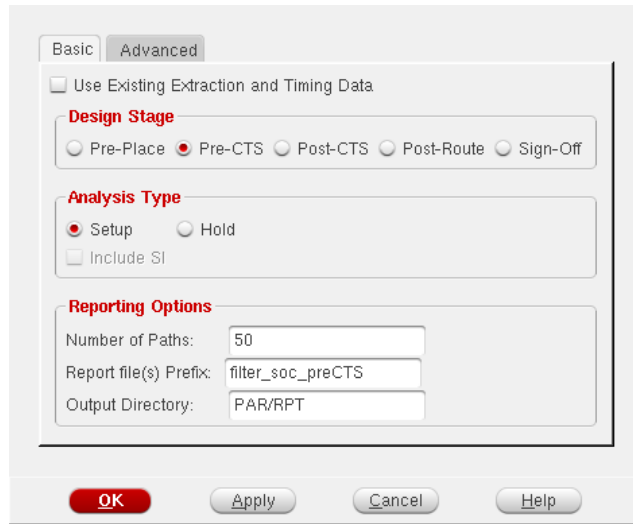 Basic Advanced
Use Existing Extraction and Timing Data
Design Stage
Pre-Place Pre-CTS Post-CTS Post-Route Sign-Off
Analysis Type
Setup Hold
Include SI
Reporting Options
Number of Paths: 50
Report file(s) Prefix: filter_soc_preCTS
Output Directory: PAR/RPT
OK Apply Cancel Help